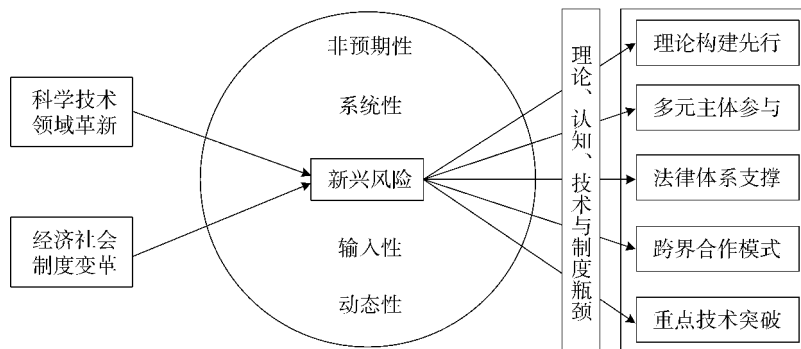 科学技术
领域革新
经济社会
制度变革
非预期性
系统性
新兴风险
输入性
动态性
理论、认知、技术与制度瓶颈
理论构建先行
多元主体参与
法律体系支撑
跨界合作模式
重点技术突破